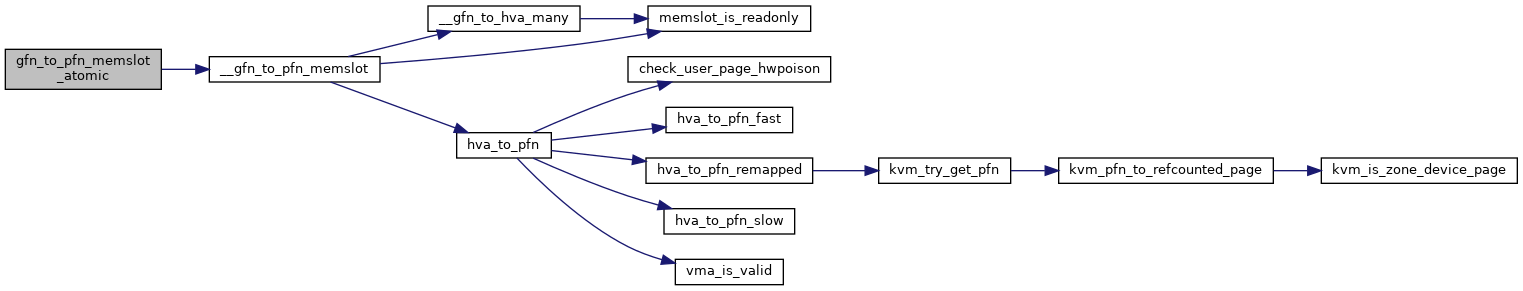 gfn_to_pfn_memslot
_atomic
__gfn_to_pfn_memslot
__gfn_to_hva_many
memslot_is_readonly
hva_to_pfn
check_user_page_hwpoison
hva_to_pfn_fast
hva_to_pfn_remapped
kvm_try_get_pfn
kvm_pfn_to_refcounted_page
kvm_is_zone_device_page
hva_to_pfn_slow
vma_is_valid